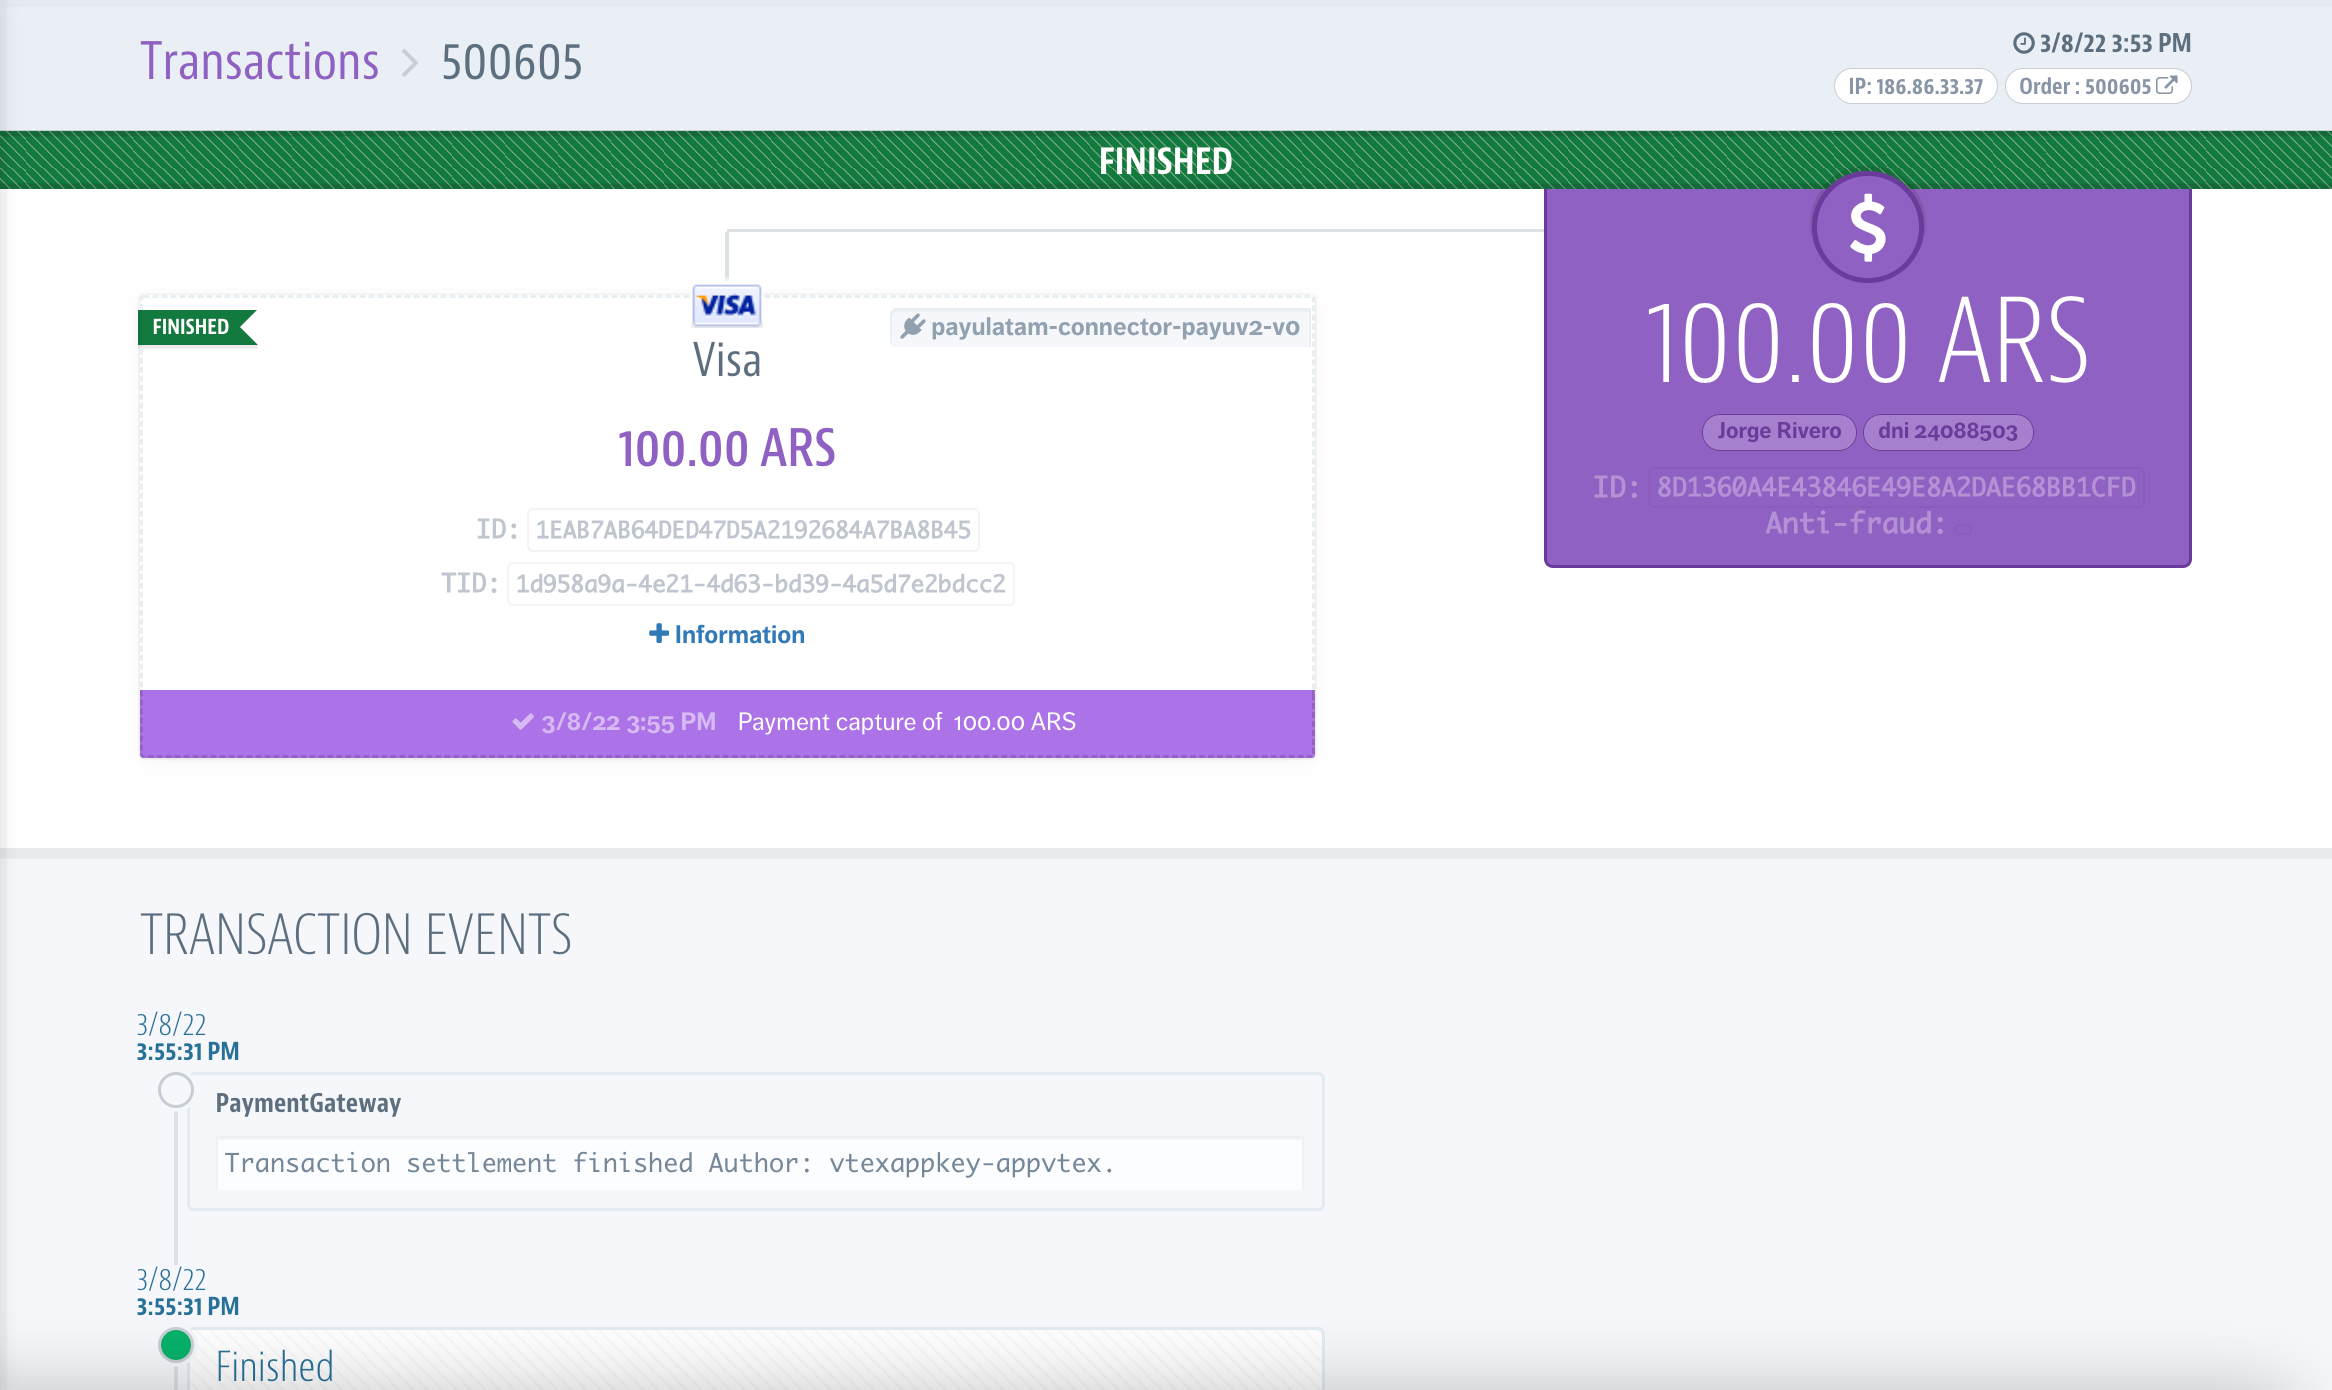 Transactions > 500605
3/8/22 3:53 PM
IP: 186.86.33.37
Order : 500605
FINISHED
$
100.00 ARS
Jorge Rivero
dni 24088503
ID: 8D1360A4E43846E49E8A2DAE68BB1CFD
Anti-fraud:
FINISHED
VISA
payulatam-connector-payuv2-v0
Visa
100.00 ARS
ID: 1EAB7AB64DED47D5A2192684A7BA8B45
TID: 1d958a9a-4e21-4d63-bd39-4a5d7e2bdcc2
+ Information
3/8/22 3:55 PM Payment capture of 100.00 ARS
TRANSACTION EVENTS
3/8/22
3:55:31 PM
PaymentGateway
Transaction settlement finished Author: vtexappkey-appvtex.
3/8/22
3:55:31 PM
Finished